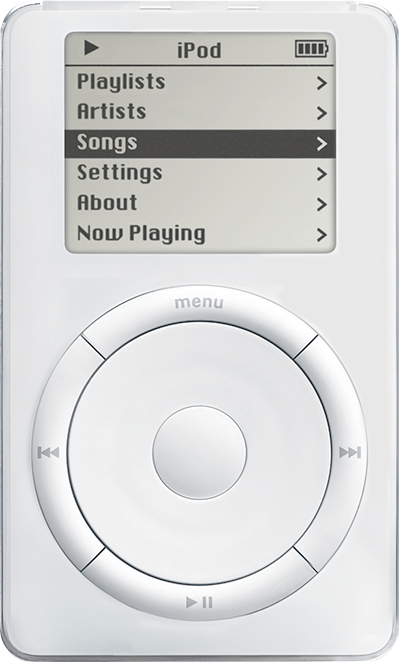 iPod
Playlists
Artists
Songs
Settings
About
Now Playing
menu